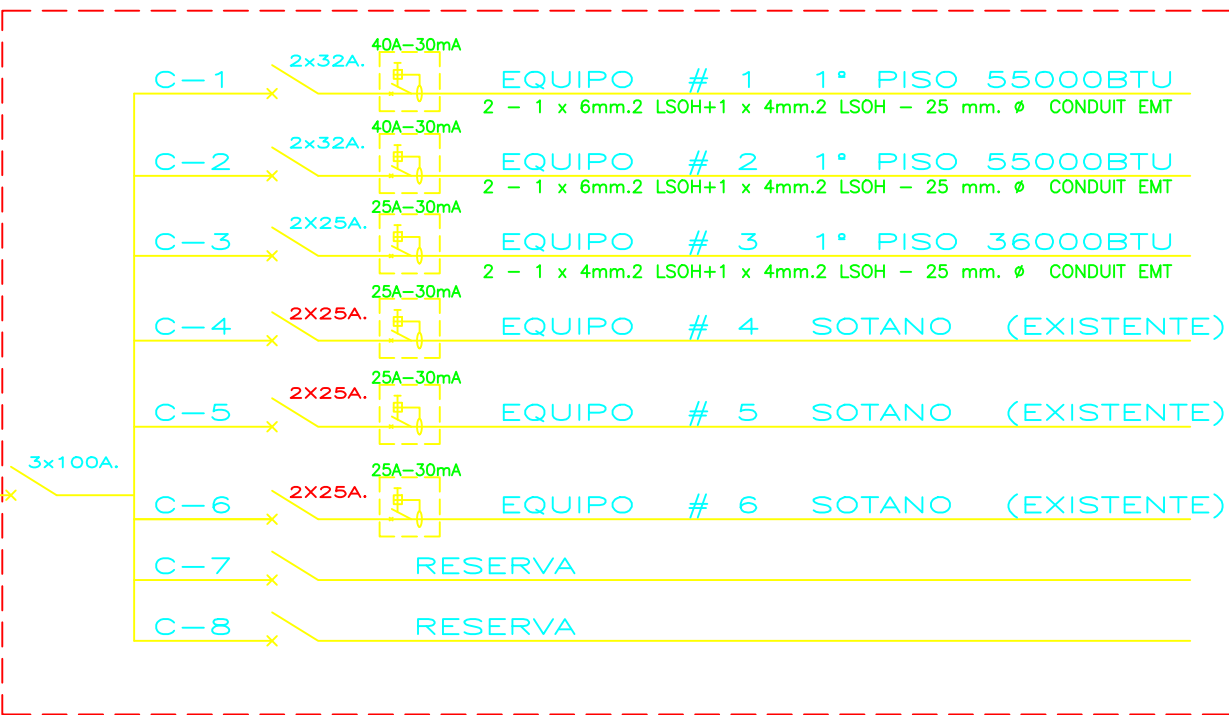 40A-30mA
C-1 2x32A. EQUIPO # 1 1º PISO 55000BTU
2 - 1 x 6mm.2 LSOH+1 x 4mm.2 LSOH - 25 mm. ø CONDUIT EMT
40A-30mA
C-2 2x32A. EQUIPO # 2 1º PISO 55000BTU
2 - 1 x 6mm.2 LSOH+1 x 4mm.2 LSOH - 25 mm. ø CONDUIT EMT
25A-30mA
C-3 2X25A. EQUIPO # 3 1º PISO 36000BTU
2 - 1 x 4mm.2 LSOH+1 x 4mm.2 LSOH - 25 mm. ø CONDUIT EMT
25A-30mA
C-4 2X25A. EQUIPO # 4 SOTANO (EXISTENTE)
25A-30mA
C-5 2X25A. EQUIPO # 5 SOTANO (EXISTENTE)
3x100A.
25A-30mA
C-6 2X25A. EQUIPO # 6 SOTANO (EXISTENTE)
C-7 RESERVA
C-8 RESERVA